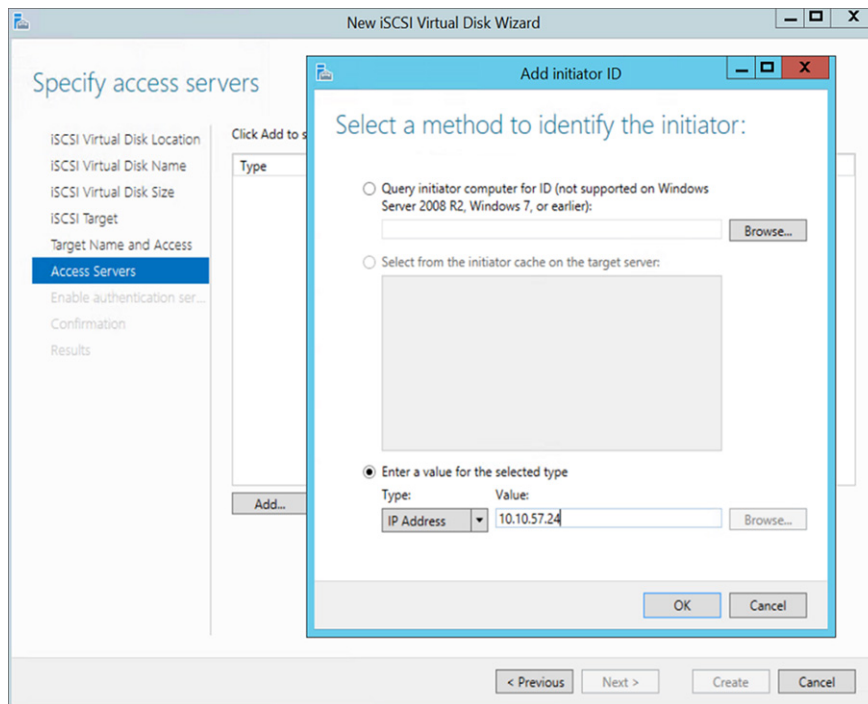 New iSCSI Virtual Disk Wizard
Specify access servers
iSCSI Virtual Disk Location
iSCSI Virtual Disk Name
iSCSI Virtual Disk Size
iSCSI Target
Target Name and Access
Access Servers
Enable authentication ser...
Confirmation
Results
Click Add to s
Type
Add...
Add initiator ID
Select a method to identify the initiator:
Query initiator computer for ID (not supported on Windows
Server 2008 R2, Windows 7, or earlier):
Browse...
Select from the initiator cache on the target server:
Enter a value for the selected type
Type: Value:
IP Address 10.10.57.24 Browse...
OK Cancel
< Previous Next > Create Cancel